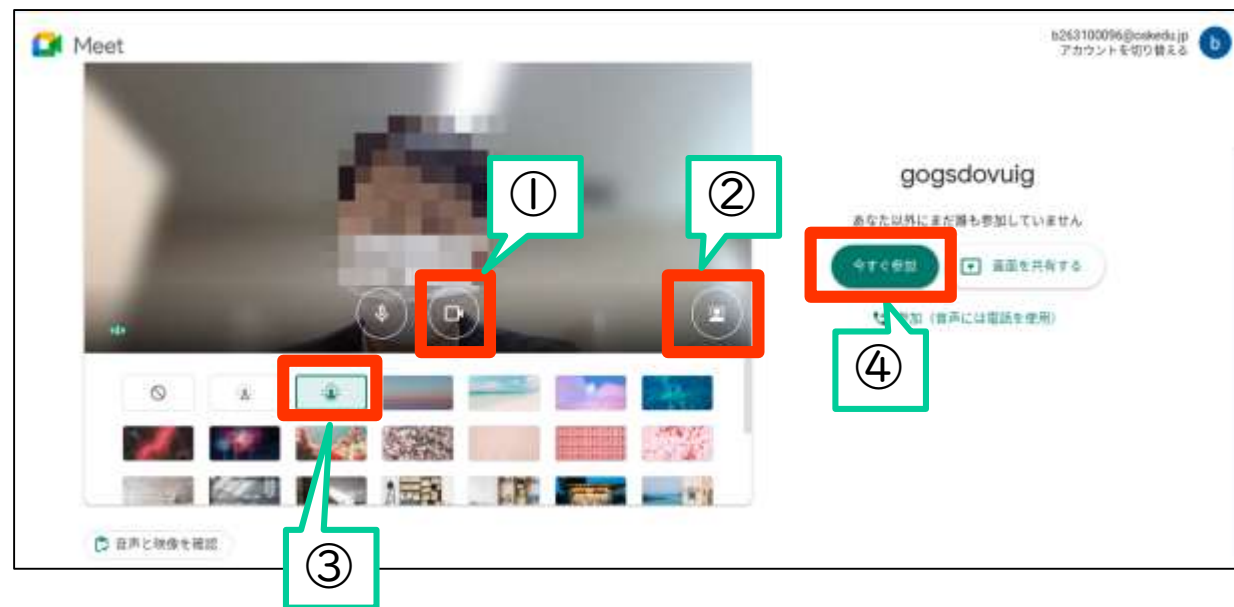 Meet
b263100096@oskedu.jp
アカウントを切り替える
b
①
②
gogsdovuig
あなた以外にまだ誰も参加していません
今すぐ参加
画面を共有する
参加（音声には電話を使用）
④
音声と映像を確認
③